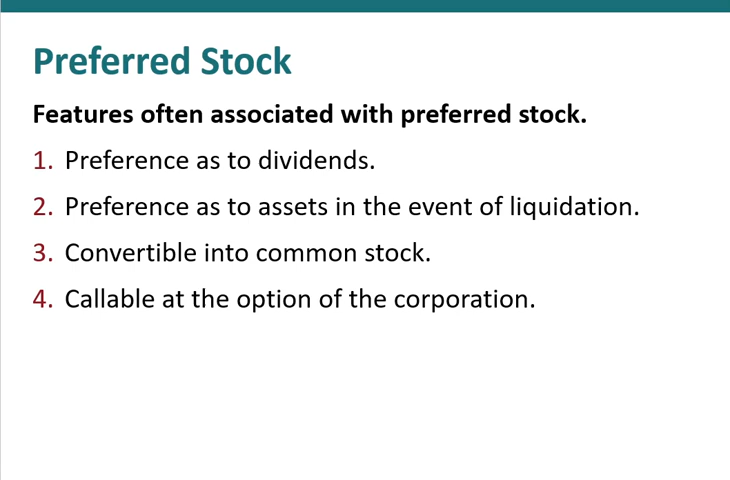 Preferred Stock
Features often associated with preferred stock.
1. Preference as to dividends.
2. Preference as to assets in the event of liquidation.
3. Convertible into common stock.
4. Callable at the option of the corporation.